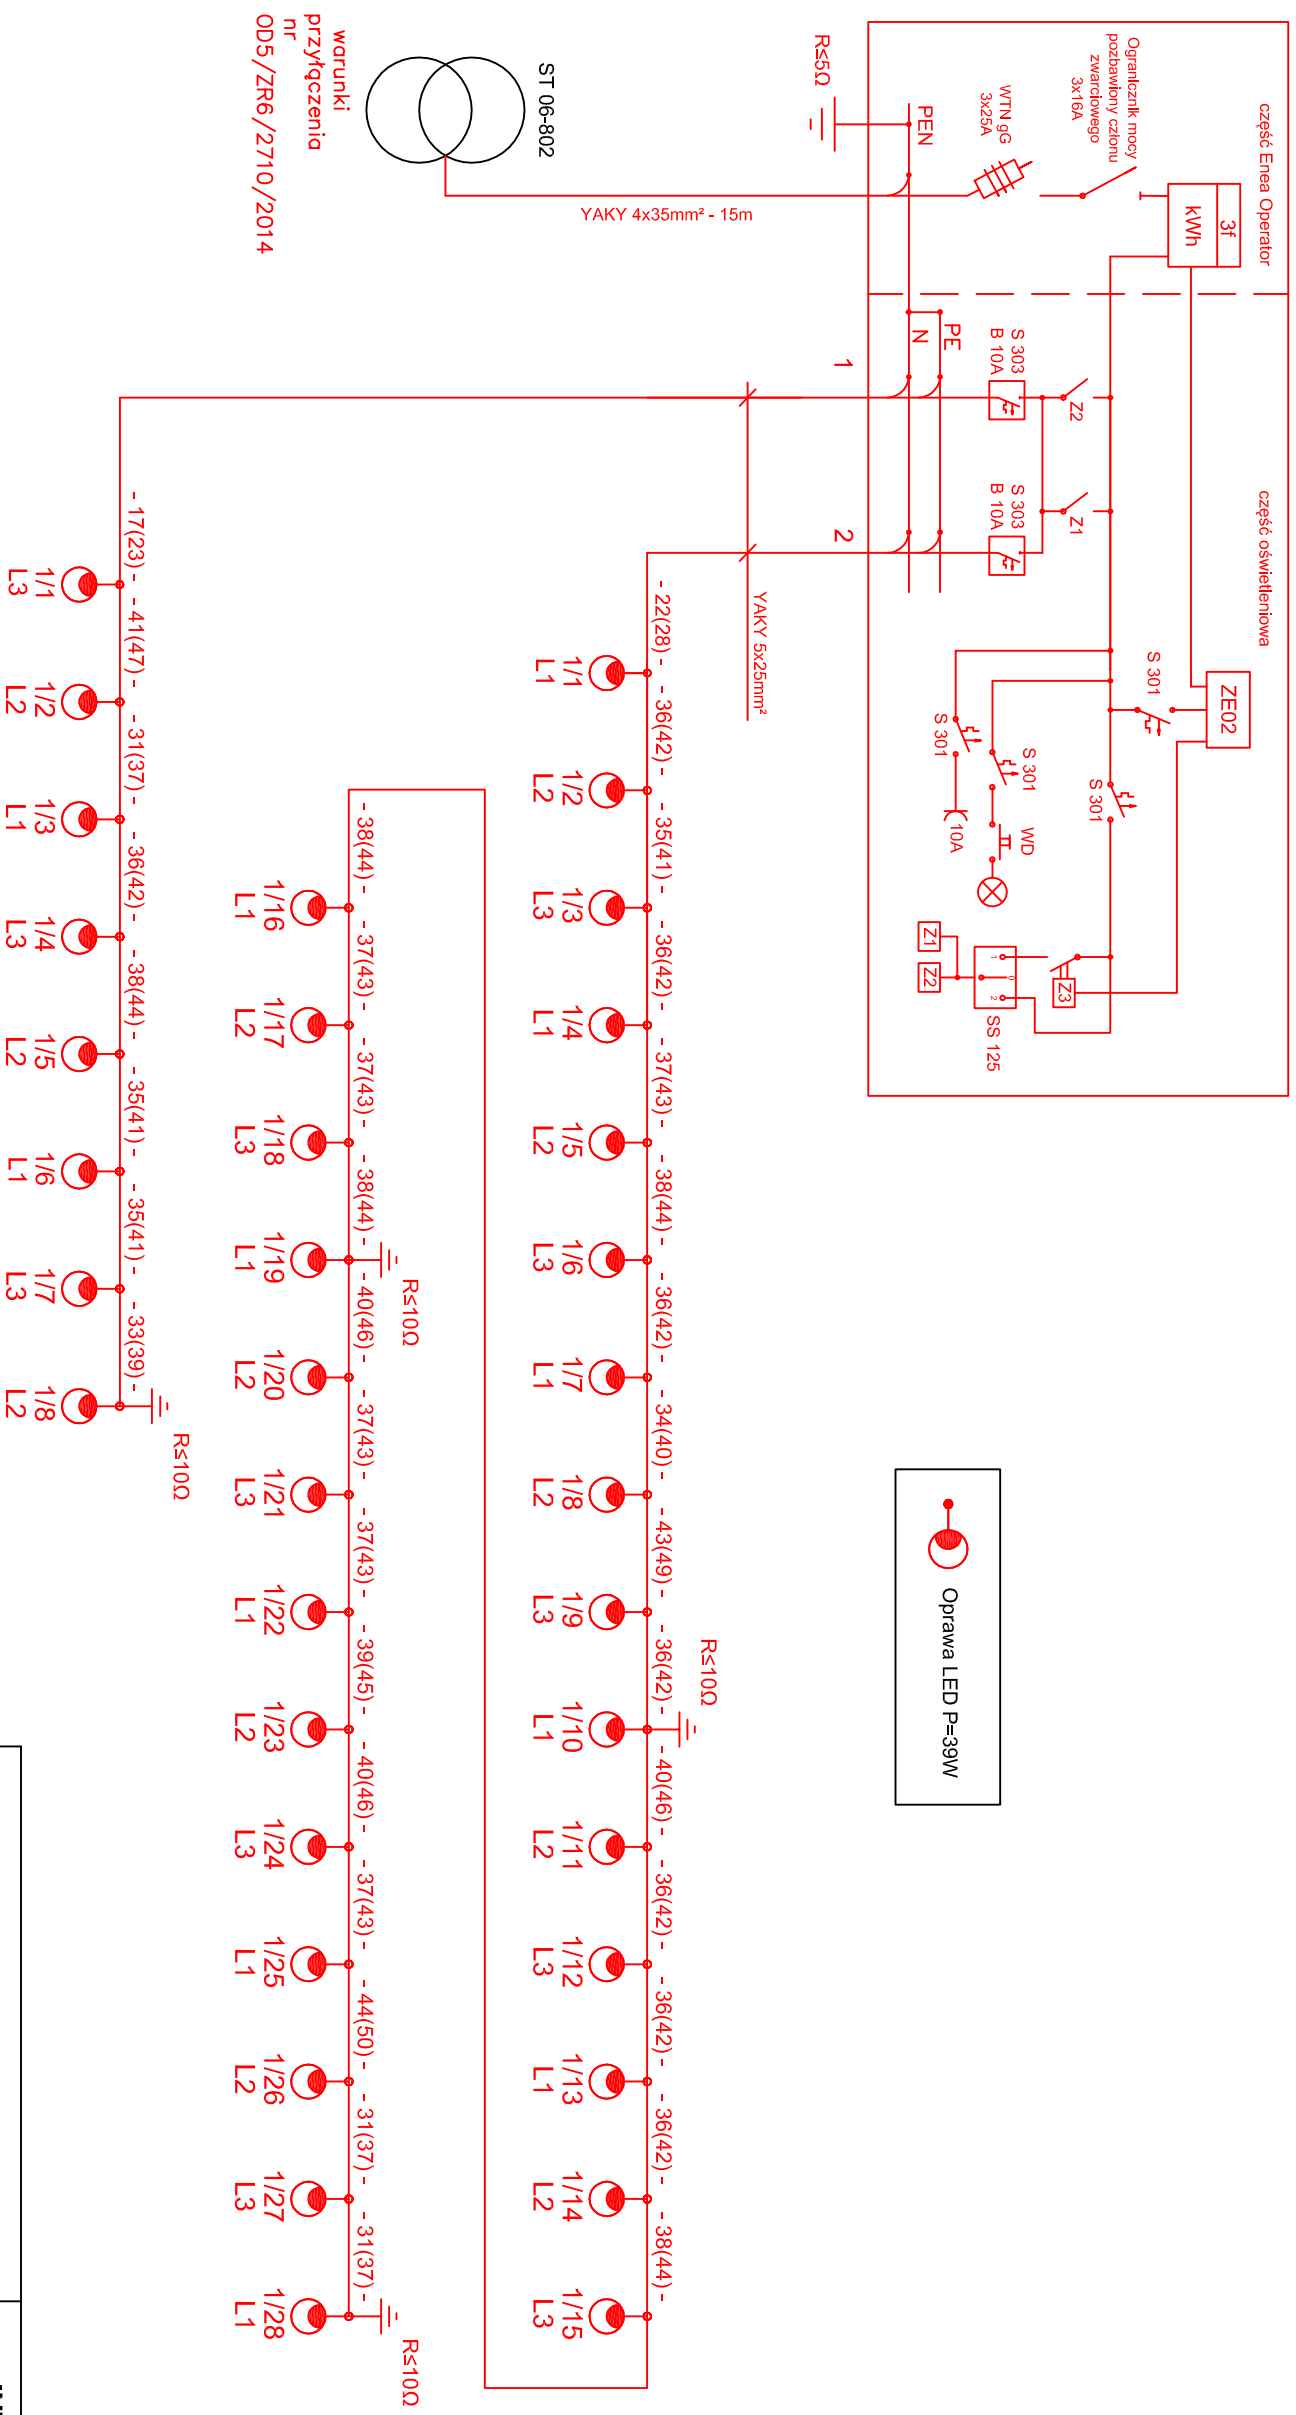 część Enea Operator
część oświetleniowa
3f
kWh
Ogranicznik mocy
pozbawiony członu
zwarciowego
3x16A
WTN gG
3x25A
PEN
R≤5Ω
PE
N
S 303
B 10A
Z2
S 303
B 10A
Z1
ZE02
S 301
S 301
S 301
WD
S 301
10A
Z3
1
0
2
SS 125
Z1
Z2
1
2
YAKY 5x25mm²
YAKY 4x35mm² - 15m
ST 06-802
warunki
przyłączenia
nr
OD5/ZR6/2710/2014
Oprawa LED P=39W
- 22(28) - - 36(42) - - 35(41) - - 36(42) - - 37(43) - - 38(44) - - 36(42) - - 34(40) - - 43(49) - - 36(42) - - 40(46) - - 36(42) - - 36(42) - - 36(42) - - 38(44) -
R≤10Ω
1/1 1/2 1/3 1/4 1/5 1/6 1/7 1/8 1/9 1/10 1/11 1/12 1/13 1/14 1/15
L1 L2 L3 L1 L2 L3 L1 L2 L3 L1 L2 L3 L1 L2 L3
R≤10Ω R≤10Ω
- 38(44) - - 37(43) - - 37(43) - - 38(44) - - 40(46) - - 37(43) - - 37(43) - - 39(45) - - 40(46) - - 37(43) - - 44(50) - - 31(37) - - 31(37) -
1/16 1/17 1/18 1/19 1/20 1/21 1/22 1/23 1/24 1/25 1/26 1/27 1/28
L1 L2 L3 L1 L2 L3 L1 L2 L3 L1 L2 L3 L1
R≤10Ω
- 17(23) - - 41(47) - - 31(37) - - 36(42) - - 38(44) - - 35(41) - - 35(41) - - 33(39) -
1/1 1/2 1/3 1/4 1/5 1/6 1/7 1/8
L3 L2 L1 L3 L2 L1 L3 L2